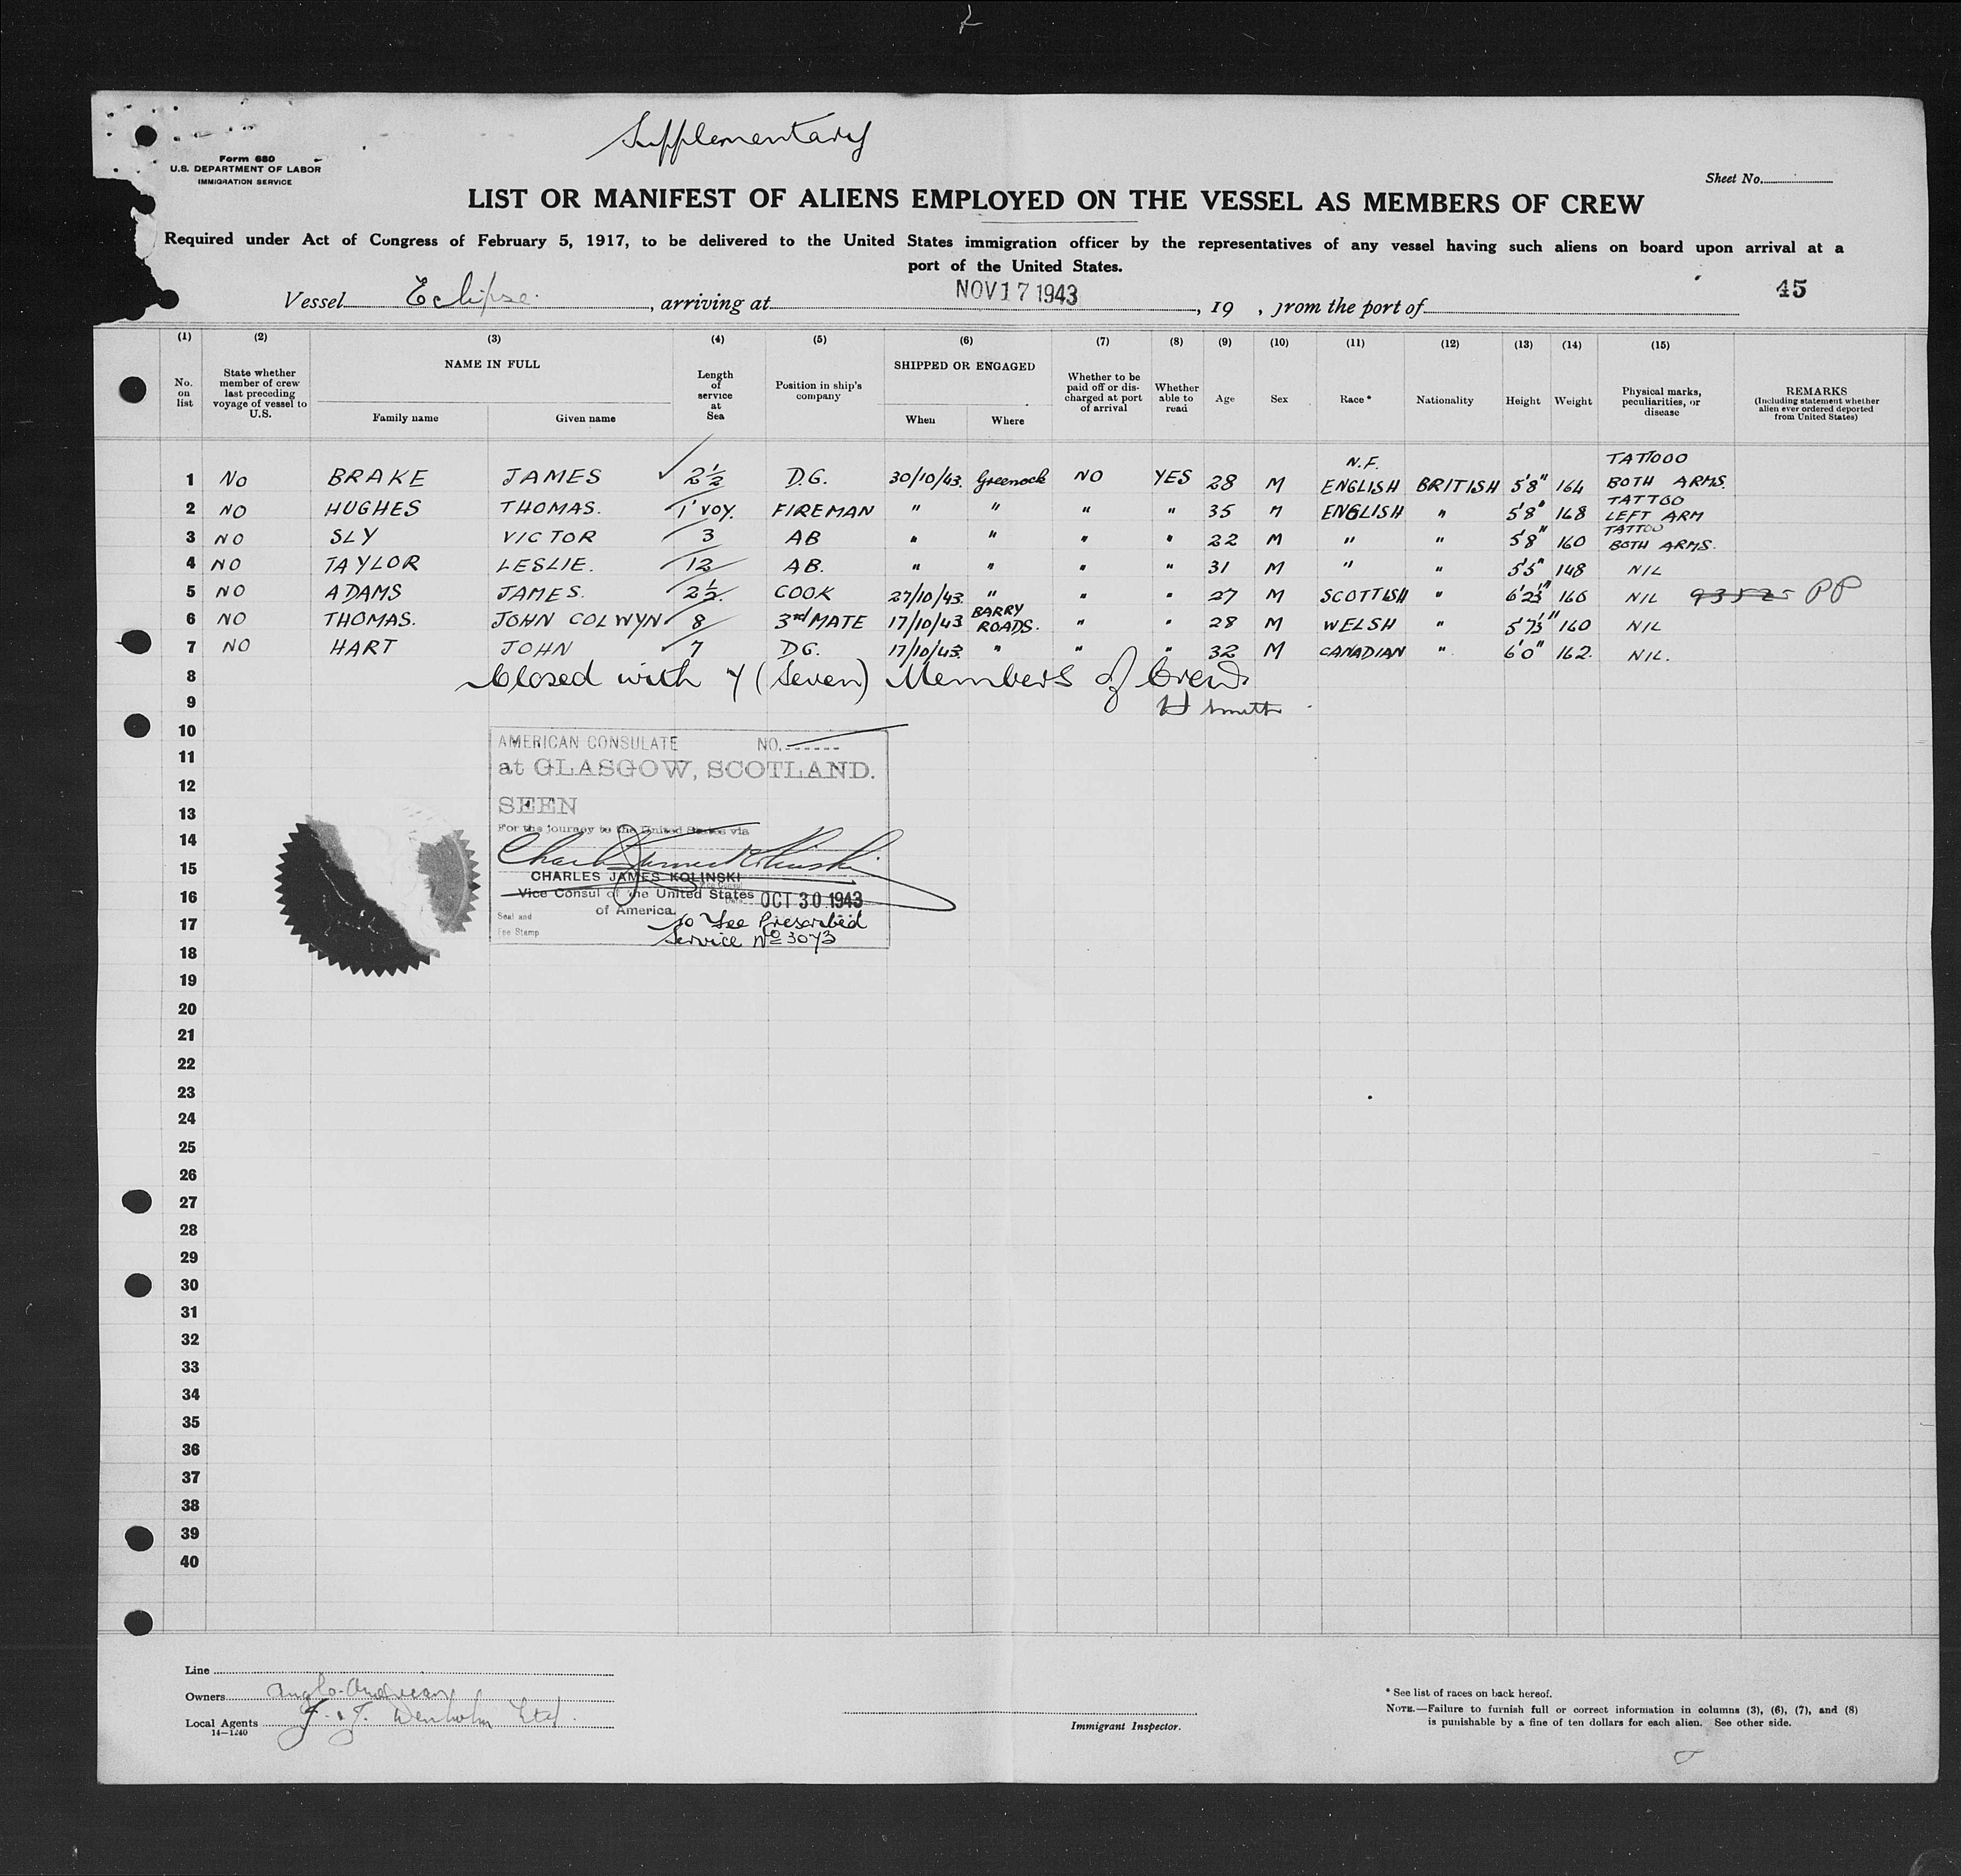 Supplementary
Form 680
U.S. DEPARTMENT OF LABOR
IMMIGRATION SERVICE
Sheet No.
LIST OR MANIFEST OF ALIENS EMPLOYED ON THE VESSEL AS MEMBERS OF CREW
Required under Act of Congress of February 5, 1917, to be delivered to the United States immigration officer by the representatives of any vessel having such aliens on board upon arrival at a
port of the United States.
Vessel Eclipse, arriving at NOV 17 1943, 19 , from the port of 45
(1) (2) (3) (4) (5) (6) (7) (8) (9) (10) (11) (12) (13) (14) (15)
No. on list
State whether member of crew last preceding voyage of vessel to U.S.
NAME IN FULL
Family name Given name
Length of service at Sea
Position in ship's company
SHIPPED OR ENGAGED
When Where
Whether to be paid off or discharged at port of arrival
Whether able to read
Age
Sex
Race *
Nationality
Height
Weight
Physical marks, peculiarities, or disease
REMARKS
(Including statement whether alien ever ordered deported from United States)
1 NO BRAKE JAMES 2½ D.G. 30/10/43. Greenock NO YES 28 M N.F. ENGLISH BRITISH 5'8" 164 TATTOOO BOTH ARMS.
2 NO HUGHES THOMAS. 1' VOY. FIREMAN " " " " 35 M ENGLISH " 5'8" 168 TATTOO LEFT ARM
3 NO SLY VICTOR 3 AB " " " " 22 M " " 5'8" 160 TATTOO BOTH ARMS.
4 NO TAYLOR LESLIE. 12 AB. " " " " 31 M " " 5'5" 148 NIL
5 NO ADAMS JAMES. 2½ COOK 27/10/43. " " " 27 M SCOTTISH " 6'2½" 166 NIL 93525 PP
6 NO THOMAS. JOHN COLWYN 8 3rd MATE 17/10/43 BARRY ROADS. " " 28 M WELSH " 5'7½" 160 NIL
7 NO HART JOHN 7 DG. 17/10/43. " " " 32 M CANADIAN " 6'0" 162. NIL.
8 Closed with 7 (Seven) Members of Crew
9 H Smith
10
11
12
13
14
15
16
17
18
19
20
21
22
23
24
25
26
27
28
29
30
31
32
33
34
35
36
37
38
39
40
AMERICAN CONSULATE NO.
at GLASGOW, SCOTLAND.
SEEN
For the journey to the United States via
CHARLES JAMES KOLINSKI
Vice Consul of the United States
of America.
OCT 30 1943
Seal and
Fee Stamp
No Fee Prescribed
Service No 3073
Line
Owners Anglo-American
Local Agents J. & J. Denholm Ltd.
14—1240
Immigrant Inspector.
* See list of races on back hereof.
NOTE.—Failure to furnish full or correct information in columns (3), (6), (7), and (8)
is punishable by a fine of ten dollars for each alien. See other side.